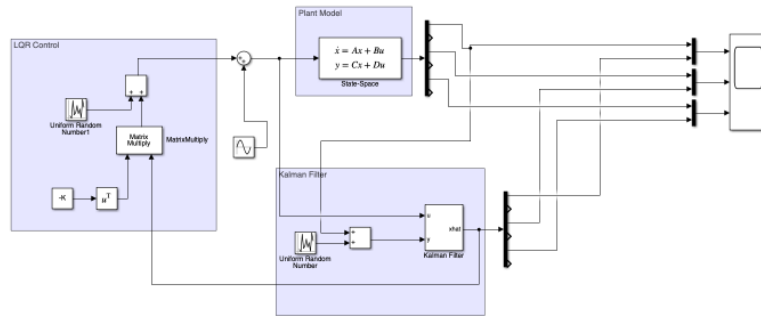 Plant Model
LQR Control
ẋ = Ax + Bu
y = Cx + Du
State-Space
Uniform Random
Number1
Matrix
Multiply
MatrixMultiply
-K
uᵀ
Kalman Filter
u
y
xhat
Kalman Filter
Uniform Random
Number